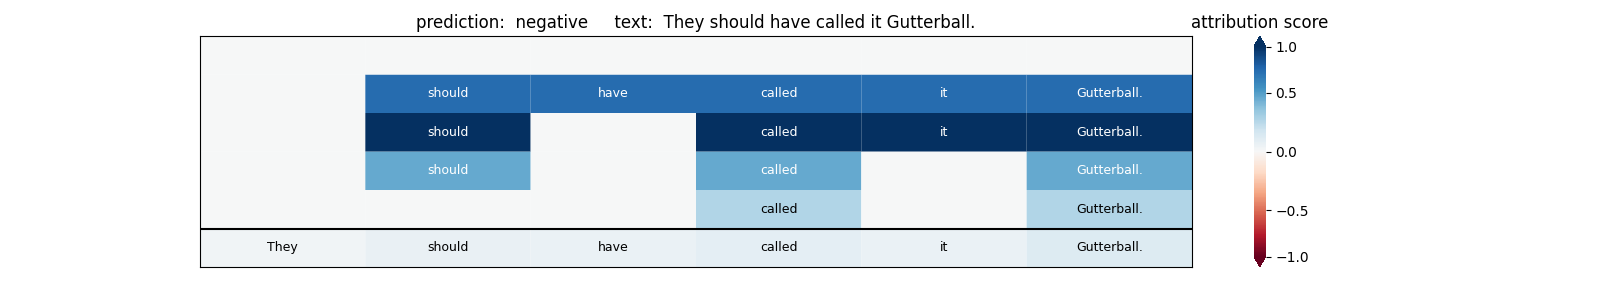 prediction:  negative     text:  They should have called it Gutterball.
attribution score
should have called it Gutterball.
should called it Gutterball.
should called Gutterball.
called Gutterball.
They should have called it Gutterball.
1.0
0.5
0.0
−0.5
−1.0